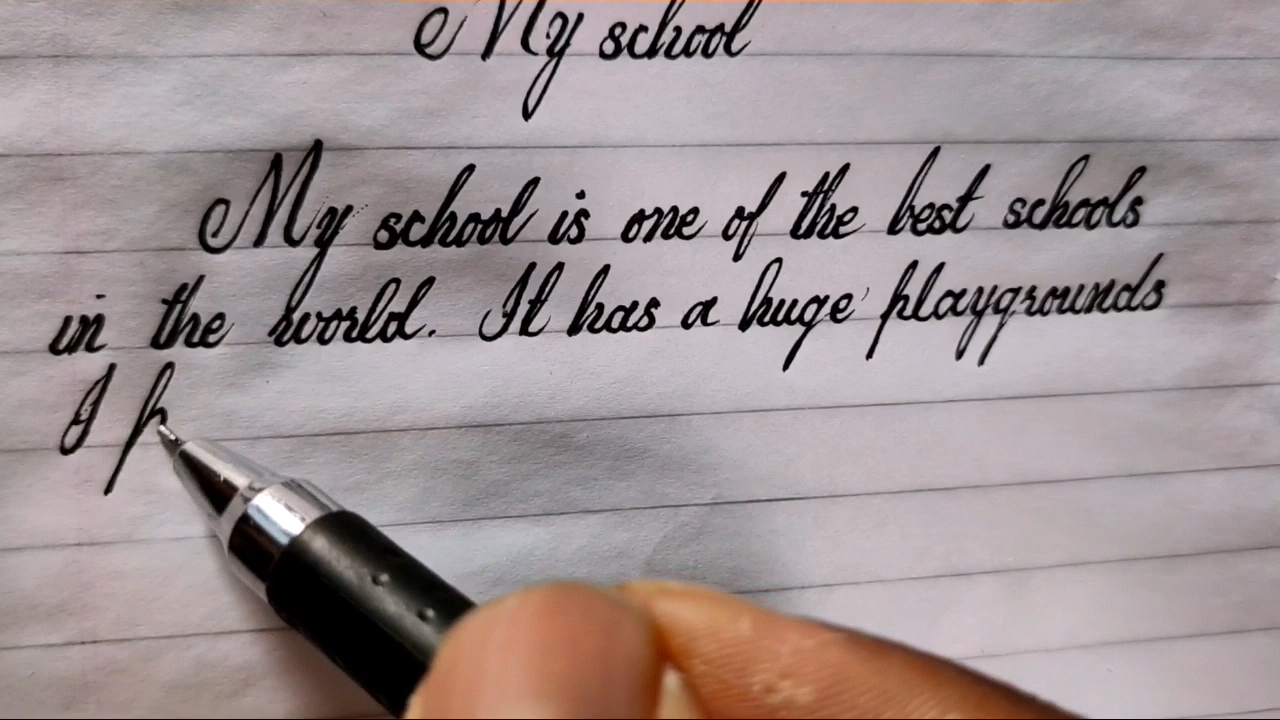 My school
My school is one of the best schools
in the world. It has a huge playgrounds
I p